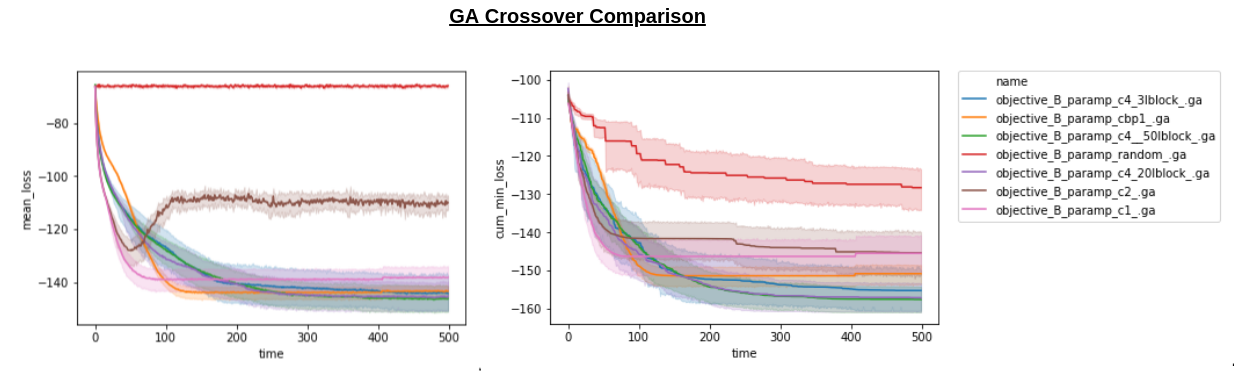 GA Crossover Comparison
mean_loss
−80
−100
−120
−140
0 100 200 300 400 500
time
cum_min_loss
−100
−110
−120
−130
−140
−150
−160
0 100 200 300 400 500
time
name
objective_B_paramp_c4_3lblock_.ga
objective_B_paramp_cbp1_.ga
objective_B_paramp_c4__50lblock_.ga
objective_B_paramp_random_.ga
objective_B_paramp_c4_20lblock_.ga
objective_B_paramp_c2_.ga
objective_B_paramp_c1_.ga